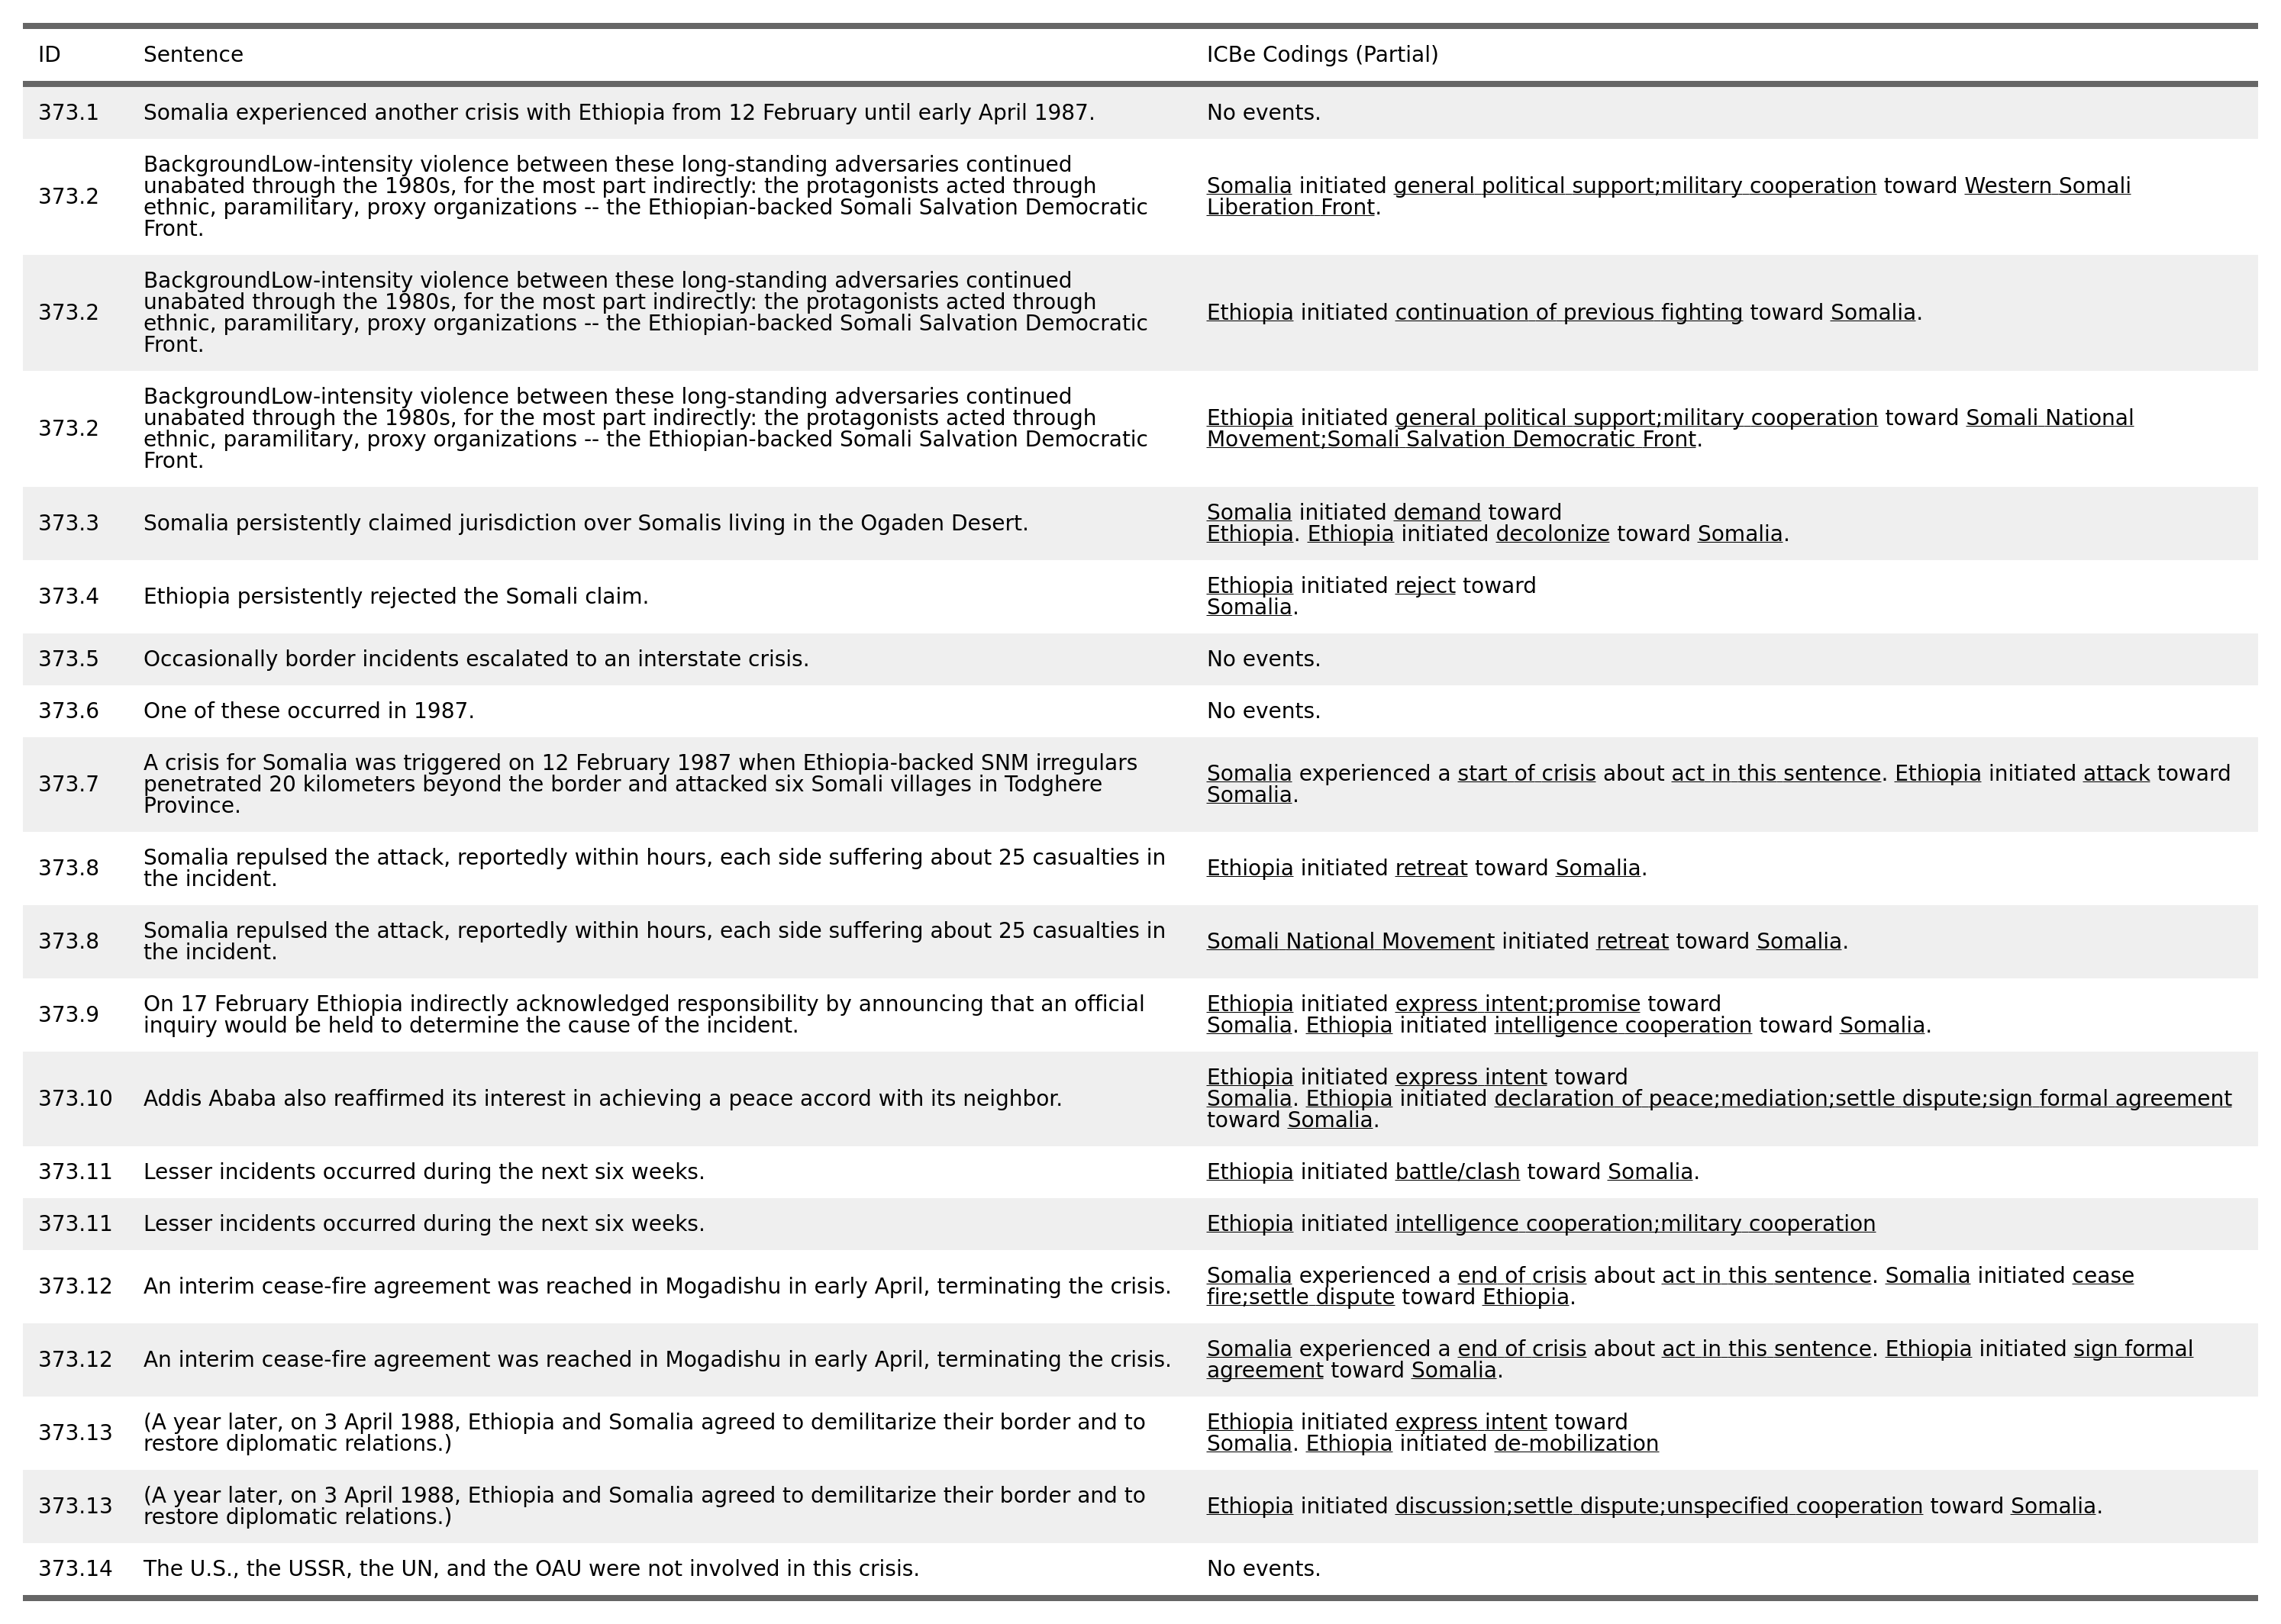 ID Sentence ICBe Codings (Partial)
373.1 Somalia experienced another crisis with Ethiopia from 12 February until early April 1987. No events.
BackgroundLow-intensity violence between these long-standing adversaries continued
unabated through the 1980s, for the most part indirectly: the protagonists acted through
ethnic, paramilitary, proxy organizations -- the Ethiopian-backed Somali Salvation Democratic
Front.
373.2
Somalia initiated general political support;military cooperation toward Western Somali
Liberation Front.
BackgroundLow-intensity violence between these long-standing adversaries continued
unabated through the 1980s, for the most part indirectly: the protagonists acted through
ethnic, paramilitary, proxy organizations -- the Ethiopian-backed Somali Salvation Democratic
Front.
373.2
Ethiopia initiated continuation of previous fighting toward Somalia.
BackgroundLow-intensity violence between these long-standing adversaries continued
unabated through the 1980s, for the most part indirectly: the protagonists acted through
ethnic, paramilitary, proxy organizations -- the Ethiopian-backed Somali Salvation Democratic
Front.
373.2
Ethiopia initiated general political support;military cooperation toward Somali National
Movement;Somali Salvation Democratic Front.
373.3 Somalia persistently claimed jurisdiction over Somalis living in the Ogaden Desert.
Somalia initiated demand toward
Ethiopia. Ethiopia initiated decolonize toward Somalia.
373.4 Ethiopia persistently rejected the Somali claim.
Ethiopia initiated reject toward
Somalia.
373.5 Occasionally border incidents escalated to an interstate crisis. No events.
373.6 One of these occurred in 1987. No events.
373.7
A crisis for Somalia was triggered on 12 February 1987 when Ethiopia-backed SNM irregulars
penetrated 20 kilometers beyond the border and attacked six Somali villages in Todghere
Province.
Somalia experienced a start of crisis about act in this sentence. Ethiopia initiated attack toward
Somalia.
373.8
Somalia repulsed the attack, reportedly within hours, each side suffering about 25 casualties in
the incident.
Ethiopia initiated retreat toward Somalia.
373.8
Somalia repulsed the attack, reportedly within hours, each side suffering about 25 casualties in
the incident.
Somali National Movement initiated retreat toward Somalia.
373.9
On 17 February Ethiopia indirectly acknowledged responsibility by announcing that an official
inquiry would be held to determine the cause of the incident.
Ethiopia initiated express intent;promise toward
Somalia. Ethiopia initiated intelligence cooperation toward Somalia.
373.10 Addis Ababa also reaffirmed its interest in achieving a peace accord with its neighbor.
Ethiopia initiated express intent toward
Somalia. Ethiopia initiated declaration of peace;mediation;settle dispute;sign formal agreement
toward Somalia.
373.11 Lesser incidents occurred during the next six weeks. Ethiopia initiated battle/clash toward Somalia.
373.11 Lesser incidents occurred during the next six weeks. Ethiopia initiated intelligence cooperation;military cooperation
373.12 An interim cease-fire agreement was reached in Mogadishu in early April, terminating the crisis.
Somalia experienced a end of crisis about act in this sentence. Somalia initiated cease
fire;settle dispute toward Ethiopia.
373.12 An interim cease-fire agreement was reached in Mogadishu in early April, terminating the crisis.
Somalia experienced a end of crisis about act in this sentence. Ethiopia initiated sign formal
agreement toward Somalia.
373.13
(A year later, on 3 April 1988, Ethiopia and Somalia agreed to demilitarize their border and to
restore diplomatic relations.)
Ethiopia initiated express intent toward
Somalia. Ethiopia initiated de-mobilization
373.13
(A year later, on 3 April 1988, Ethiopia and Somalia agreed to demilitarize their border and to
restore diplomatic relations.)
Ethiopia initiated discussion;settle dispute;unspecified cooperation toward Somalia.
373.14 The U.S., the USSR, the UN, and the OAU were not involved in this crisis. No events.